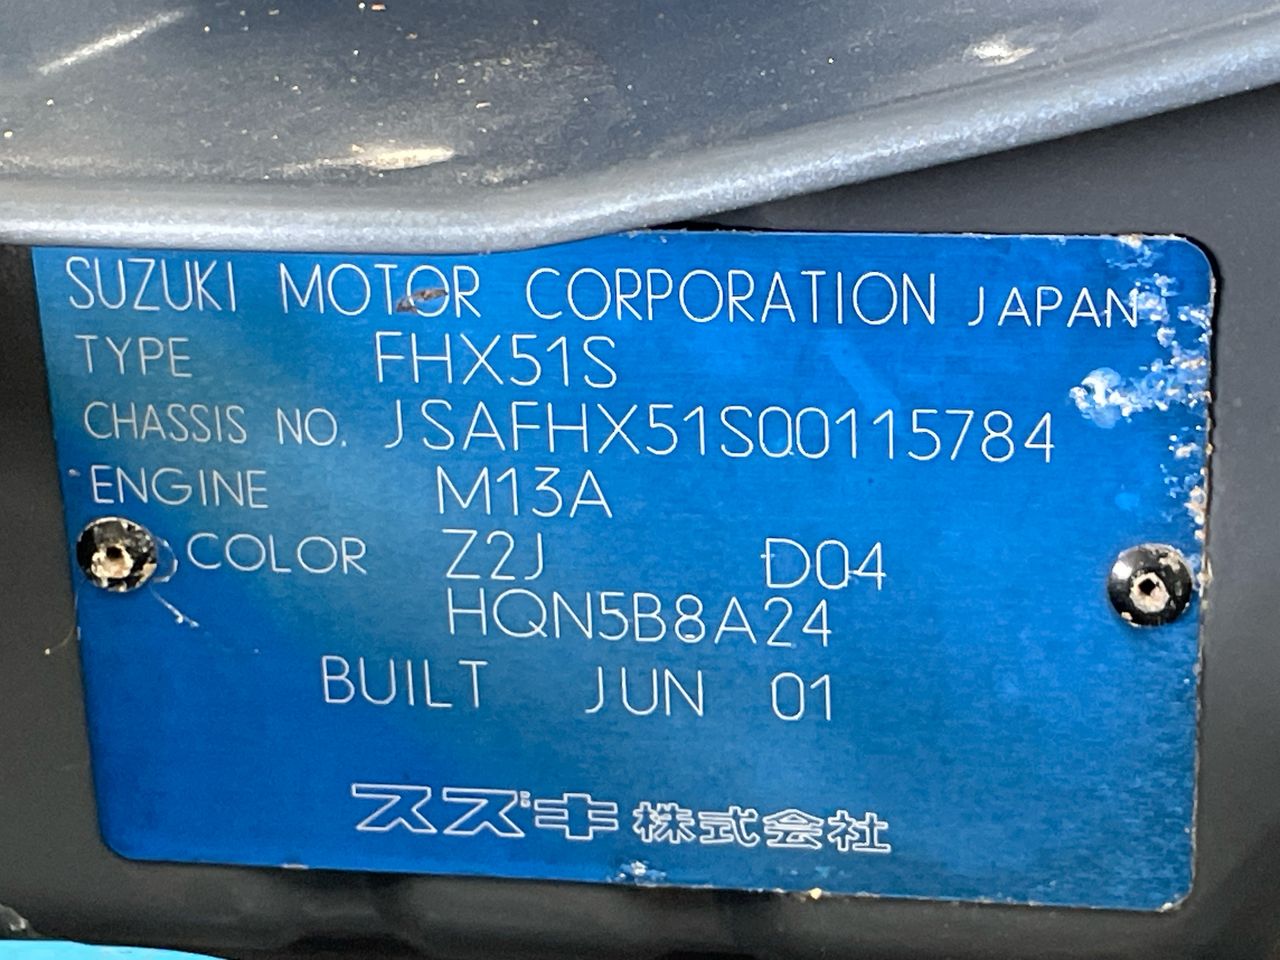 SUZUKI MOTOR CORPORATION JAPAN
TYPE FHX51S
CHASSIS NO. JSAFHX51S00115784
ENGINE M13A
COLOR Z2J D04
HQN5B8A24
BUILT JUN 01
スズキ株式会社